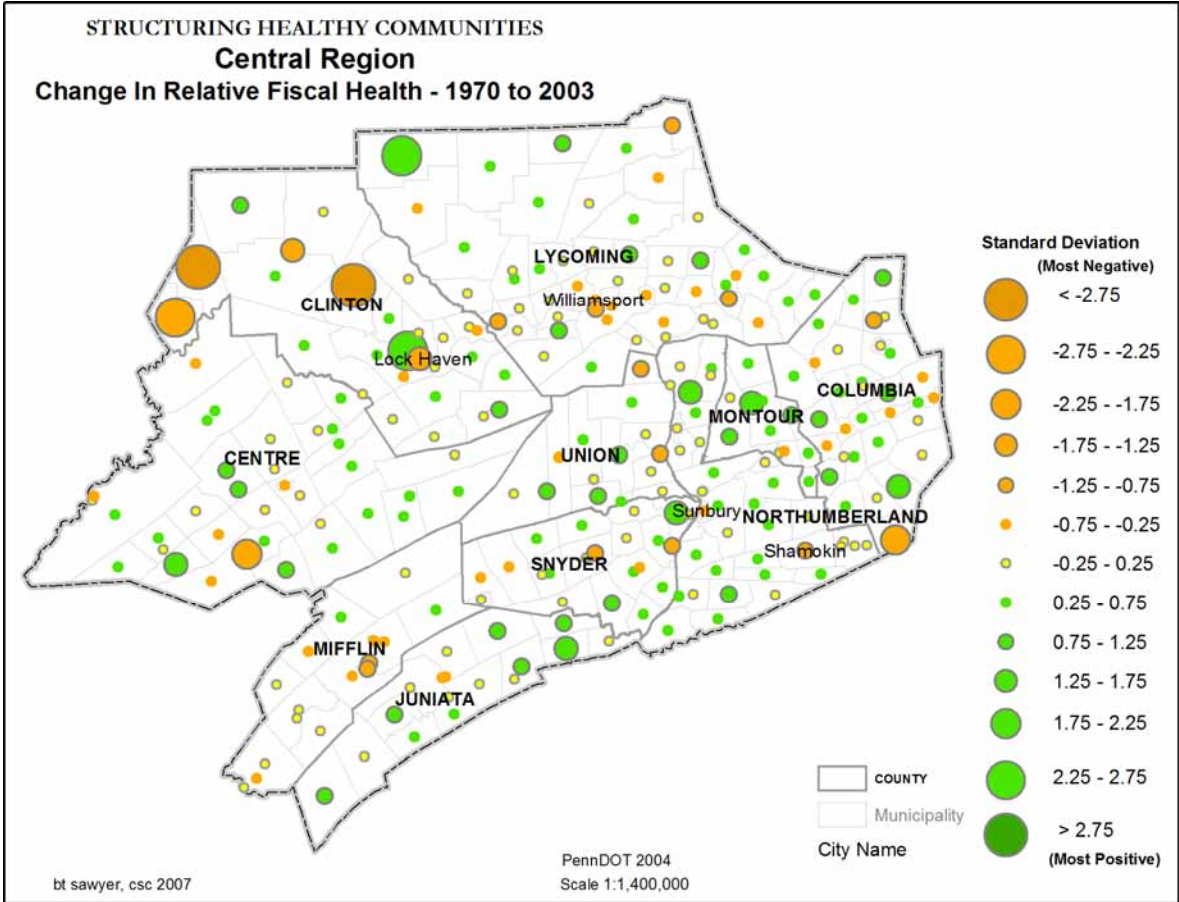 STRUCTURING HEALTHY COMMUNITIES
Central Region
Change In Relative Fiscal Health - 1970 to 2003
LYCOMING
Williamsport
CLINTON
Lock Haven
COLUMBIA
MONTOUR
CENTRE
UNION
Sunbury
NORTHUMBERLAND
Shamokin
SNYDER
MIFFLIN
JUNIATA
Standard Deviation
(Most Negative)
< -2.75
-2.75 - -2.25
-2.25 - -1.75
-1.75 - -1.25
-1.25 - -0.75
-0.75 - -0.25
-0.25 - 0.25
0.25 - 0.75
0.75 - 1.25
1.25 - 1.75
1.75 - 2.25
2.25 - 2.75
> 2.75
(Most Positive)
COUNTY
Municipality
City Name
bt sawyer, csc 2007
PennDOT 2004
Scale 1:1,400,000